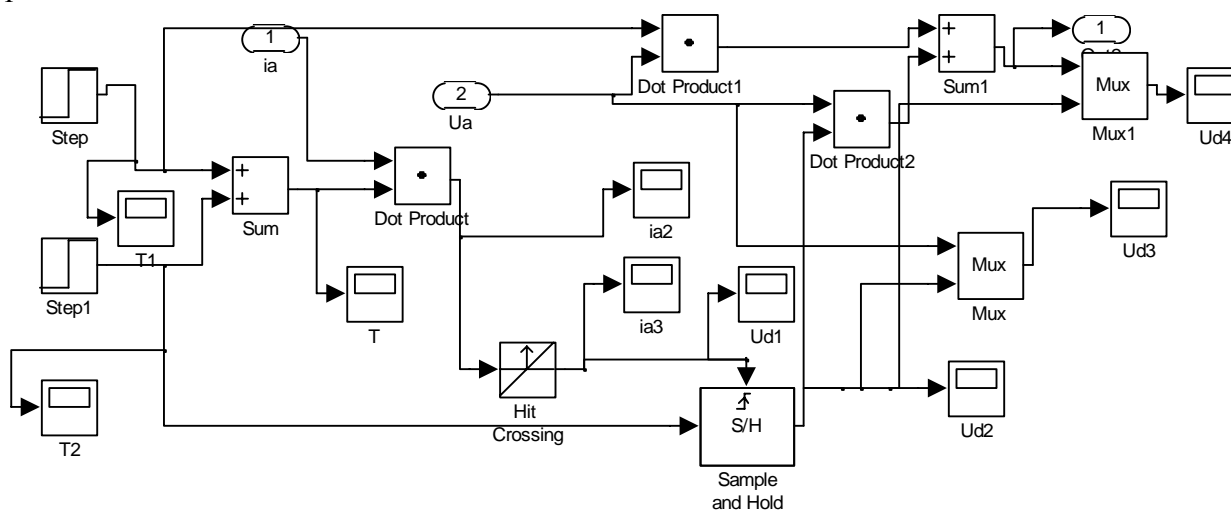 1
ia
Step
T1
Step1
T2
Sum
+
+
T
Dot Product
2
Ua
Dot Product1
ia2
ia3
Hit
Crossing
Ud1
S/H
Sample
and Hold
Dot Product2
+
+
Sum1
1
Mux
Mux1
Ud4
Ud3
Mux
Mux
Ud2